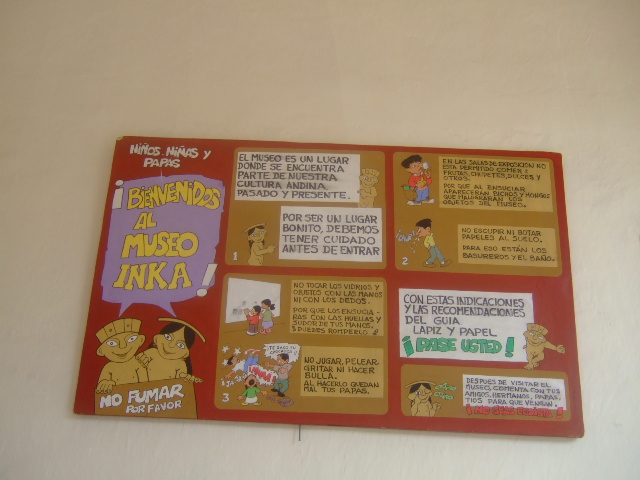 NIÑOS, NIÑAS Y
PAPAS
¡BIENVENIDOS
AL
MUSEO
INKA!
NO FUMAR
POR FAVOR
EL MUSEO ES UN LUGAR
DONDE SE ENCUENTRA
PARTE DE NUESTRA
CULTURA ANDINA
PASADO Y PRESENTE.
POR SER UN LUGAR
BONITO, DEBEMOS
TENER CUIDADO
ANTES DE ENTRAR
1
EN LAS SALAS DE EXPOSICION NO
ESTA PERMITIDO COMER
FRUTAS, CHICLETES, DULCES Y
OTROS.
POR QUE AL ENSUCIAR
APARECERAN BICHOS Y HONGOS
QUE MALOGRARAN LOS
OBJETOS DEL MUSEO.
NO ESCUPIR NI BOTAR
PAPELES AL SUELO.
PARA ESO ESTÁN LOS
BASUREROS Y EL BAÑO.
2
NO TOCAR LOS VIDRIOS Y
OBJETOS CON LAS MANOS
NI CON LOS DEDOS.
POR QUE LOS ENSUCIA-
RAS CON LAS HUELLAS Y
SUDOR DE TUS MANOS.
PUEDES ROMPERLO
NO JUGAR, PELEAR,
GRITAR NI HACER
BULLA.
AL HACERLO QUEDAN
MAL TUS PAPAS.
3
CON ESTAS INDICACIONES
Y LAS RECOMENDACIONES
DEL GUIA
LAPIZ Y PAPEL
¡PASE USTED!
DESPUES DE VISITAR EL
MUSEO, COMENTA CON TUS
AMIGOS, HERMANOS, PAPAS,
TIOS PARA QUE VENGAN.